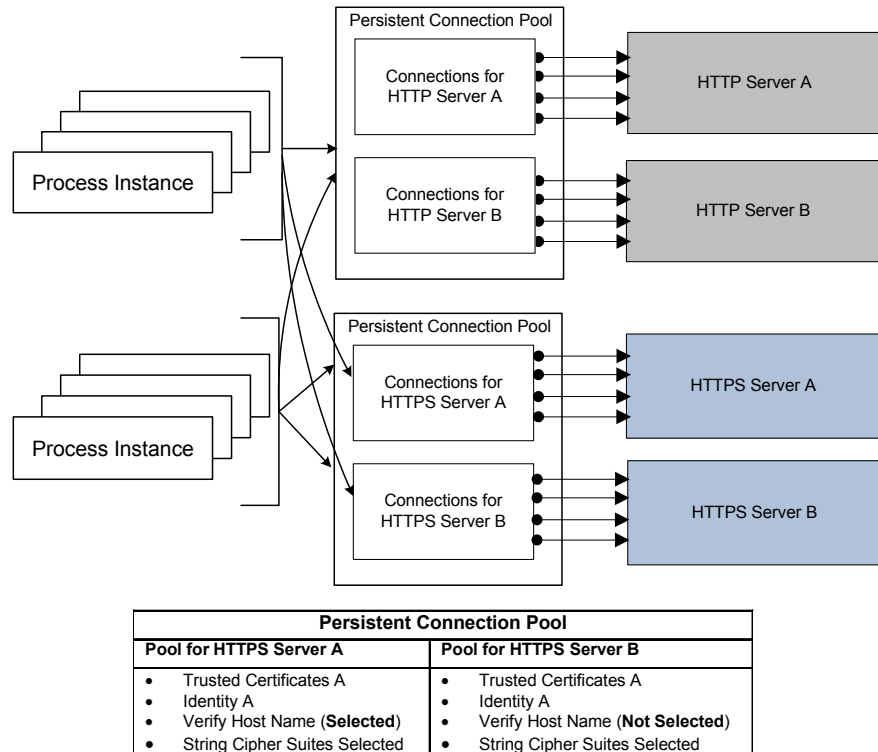 Persistent Connection Pool
Connections for
HTTP Server A
HTTP Server A
Process Instance
Connections for
HTTP Server B
HTTP Server B
Persistent Connection Pool
Connections for
HTTPS Server A
HTTPS Server A
Process Instance
Connections for
HTTPS Server B
HTTPS Server B
Persistent Connection Pool
Pool for HTTPS Server A
Pool for HTTPS Server B
• Trusted Certificates A
• Identity A
• Verify Host Name (Selected)
• String Cipher Suites Selected
• Trusted Certificates A
• Identity A
• Verify Host Name (Not Selected)
• String Cipher Suites Selected